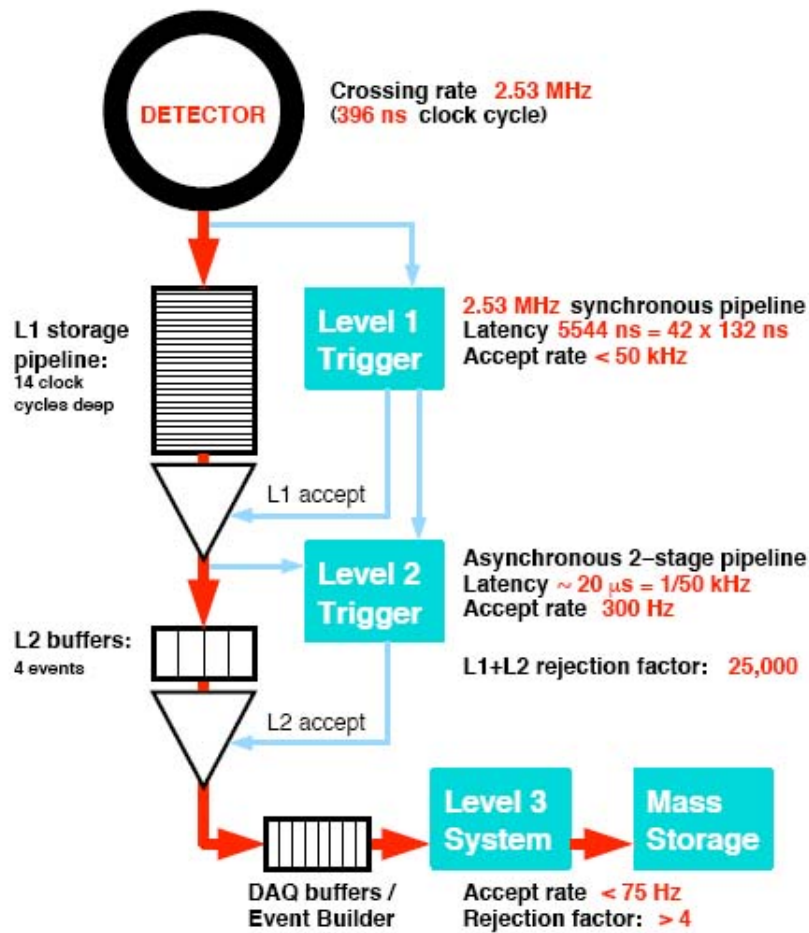 DETECTOR
Crossing rate 2.53 MHz
(396 ns clock cycle)
L1 storage
pipeline:
14 clock
cycles deep
Level 1
Trigger
2.53 MHz synchronous pipeline
Latency 5544 ns = 42 x 132 ns
Accept rate < 50 kHz
L1 accept
Level 2
Trigger
Asynchronous 2–stage pipeline
Latency ~ 20 μs = 1/50 kHz
Accept rate 300 Hz
L2 buffers:
4 events
L1+L2 rejection factor: 25,000
L2 accept
Level 3
System
Mass
Storage
DAQ buffers /
Event Builder
Accept rate < 75 Hz
Rejection factor: > 4